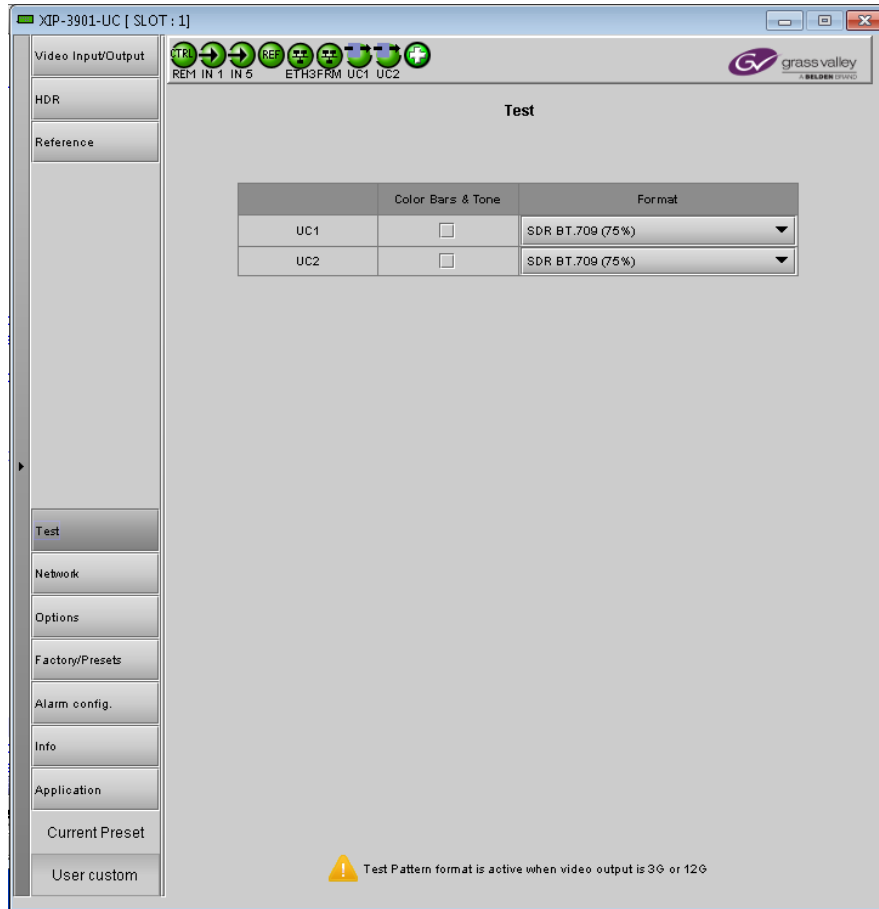 XIP-3901-UC [ SLOT : 1]
Video Input/Output
HDR
Reference
CTRL REF
REM IN 1 IN 5 ETH3FRM UC1 UC2
GV grass valley
A BELDEN BRAND
Test
Color Bars & Tone Format
UC1 SDR BT.709 (75%)
UC2 SDR BT.709 (75%)
Test
Network
Options
Factory/Presets
Alarm config.
Info
Application
Current Preset
User custom
Test Pattern format is active when video output is 3G or 12G